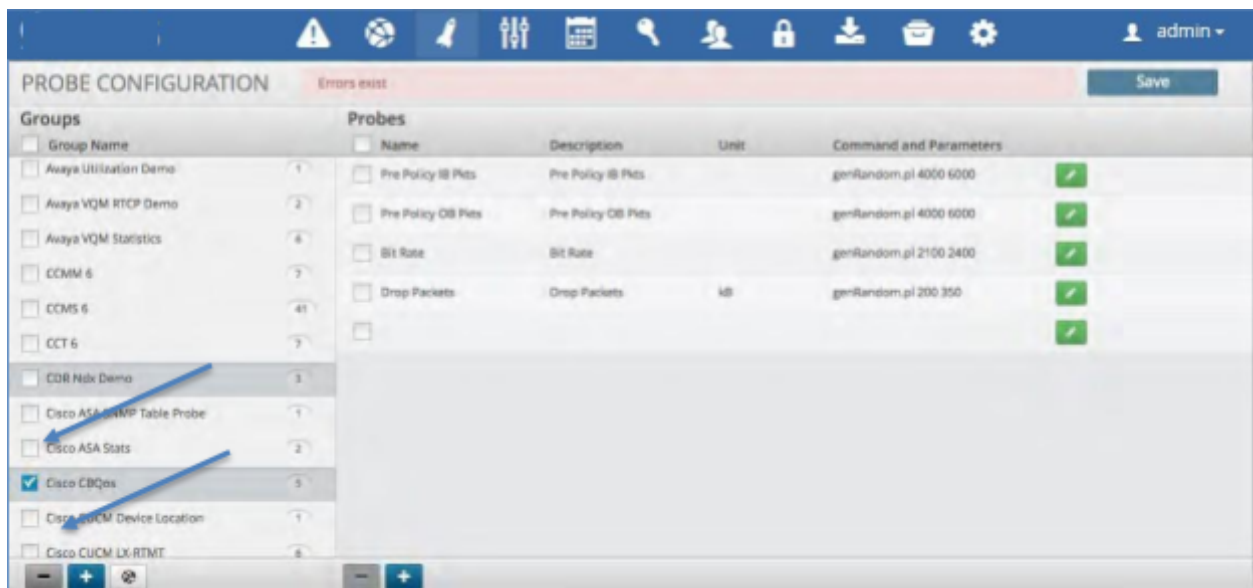 admin
PROBE CONFIGURATION
Errors exist
Save
Groups
Probes
Group Name
Name Description Unit Command and Parameters
Avaya Utilization Demo 1
Avaya VQM RTCP Demo 2
Avaya VQM Statistics 6
CCMM 6 7
CCMS 6 41
CCT 6 7
CDR Ndx Demo 3
Cisco ASA SNMP Table Probe 1
Cisco ASA Stats 2
Cisco CBQos 5
Cisco CUCM Device Location 1
Cisco CUCM LX-RTMT 6
Pre Policy IB Pkts Pre Policy IB Pkts genRandom.pl 4000 6000
Pre Policy OB Pkts Pre Policy OB Pkts genRandom.pl 4000 6000
Bit Rate Bit Rate genRandom.pl 2100 2400
Drop Packets Drop Packets kB genRandom.pl 200 350